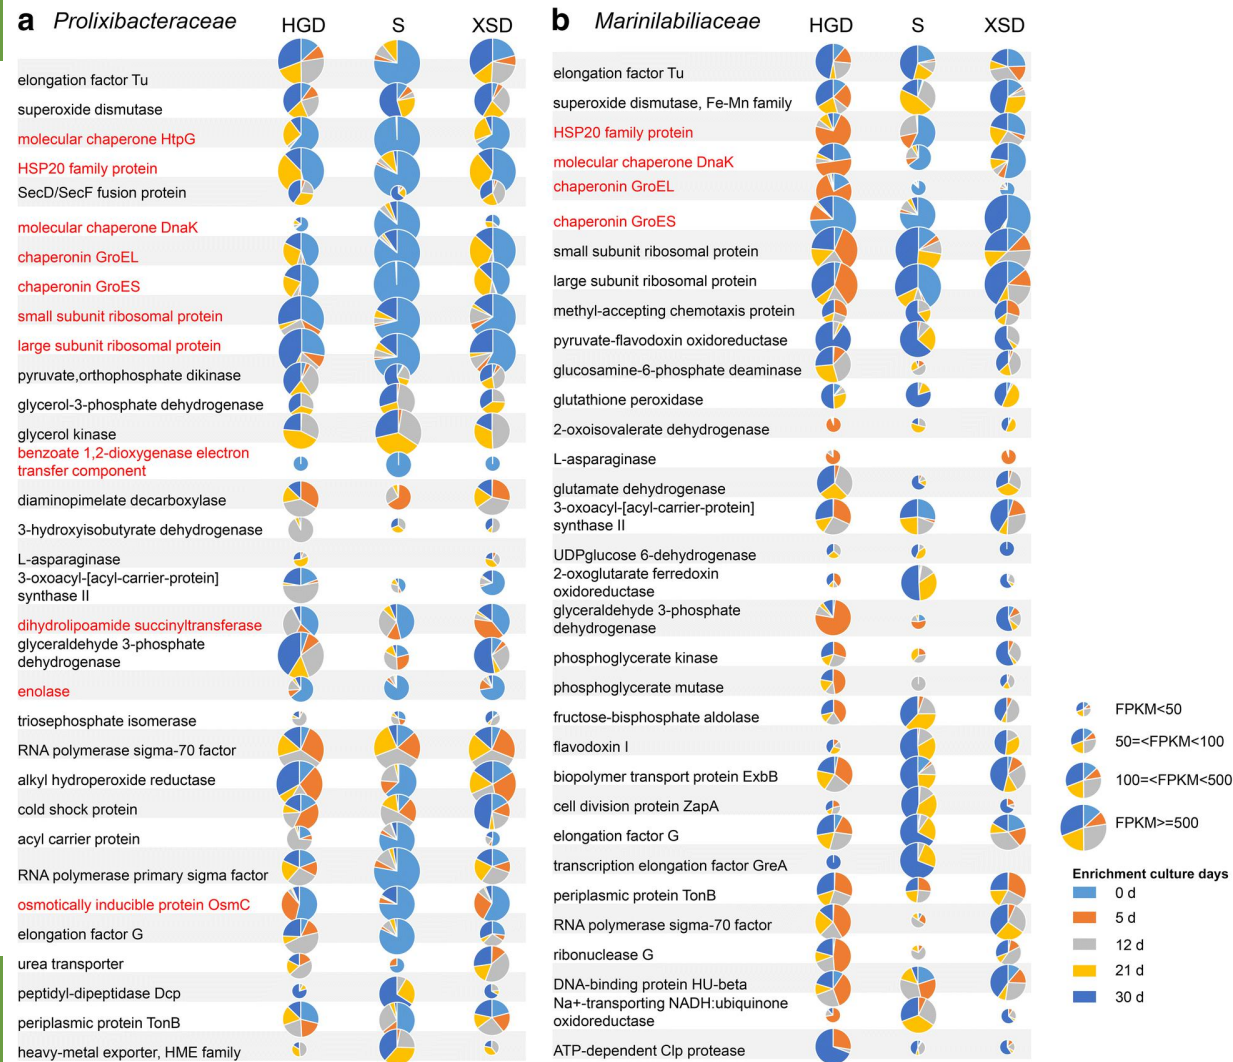 a Prolixibacteraceae HGD S XSD
elongation factor Tu
superoxide dismutase
molecular chaperone HtpG
HSP20 family protein
SecD/SecF fusion protein
molecular chaperone DnaK
chaperonin GroEL
chaperonin GroES
small subunit ribosomal protein
large subunit ribosomal protein
pyruvate,orthophosphate dikinase
glycerol-3-phosphate dehydrogenase
glycerol kinase
benzoate 1,2-dioxygenase electron
transfer component
diaminopimelate decarboxylase
3-hydroxyisobutyrate dehydrogenase
L-asparaginase
3-oxoacyl-[acyl-carrier-protein]
synthase II
dihydrolipoamide succinyltransferase
glyceraldehyde 3-phosphate
dehydrogenase
enolase
triosephosphate isomerase
RNA polymerase sigma-70 factor
alkyl hydroperoxide reductase
cold shock protein
acyl carrier protein
RNA polymerase primary sigma factor
osmotically inducible protein OsmC
elongation factor G
urea transporter
peptidyl-dipeptidase Dcp
periplasmic protein TonB
heavy-metal exporter, HME family
b Marinilabiliaceae HGD S XSD
elongation factor Tu
superoxide dismutase, Fe-Mn family
HSP20 family protein
molecular chaperone DnaK
chaperonin GroEL
chaperonin GroES
small subunit ribosomal protein
large subunit ribosomal protein
methyl-accepting chemotaxis protein
pyruvate-flavodoxin oxidoreductase
glucosamine-6-phosphate deaminase
glutathione peroxidase
2-oxoisovalerate dehydrogenase
L-asparaginase
glutamate dehydrogenase
3-oxoacyl-[acyl-carrier-protein]
synthase II
UDPglucose 6-dehydrogenase
2-oxoglutarate ferredoxin
oxidoreductase
glyceraldehyde 3-phosphate
dehydrogenase
phosphoglycerate kinase
phosphoglycerate mutase
fructose-bisphosphate aldolase
flavodoxin I
biopolymer transport protein ExbB
cell division protein ZapA
elongation factor G
transcription elongation factor GreA
periplasmic protein TonB
RNA polymerase sigma-70 factor
ribonuclease G
DNA-binding protein HU-beta
Na+-transporting NADH:ubiquinone
oxidoreductase
ATP-dependent Clp protease
FPKM<50
50=<FPKM<100
100=<FPKM<500
FPKM>=500
Enrichment culture days
0 d
5 d
12 d
21 d
30 d